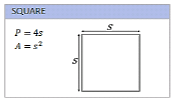 SQUARE
P = 4s
A = s²
s
s